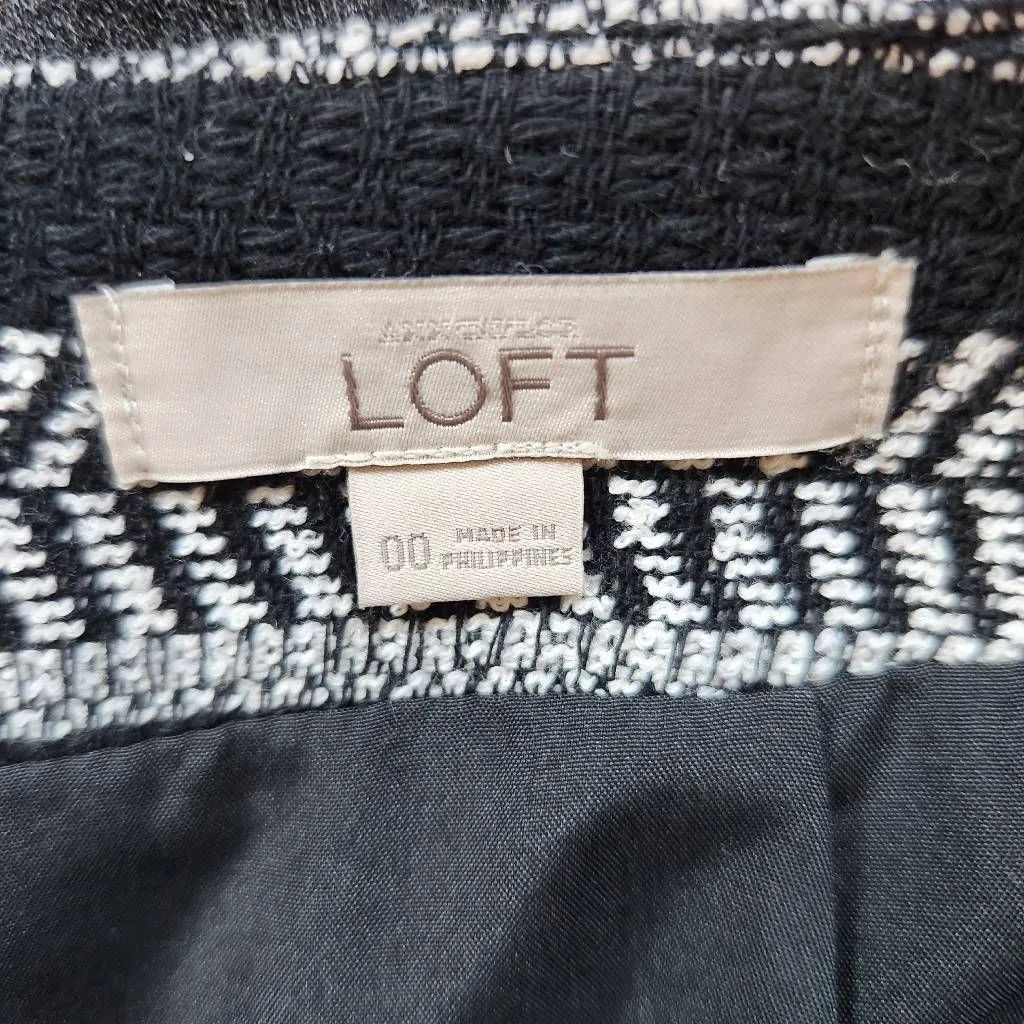 ANN TAYLOR
LOFT
00 MADE IN
PHILIPPINES